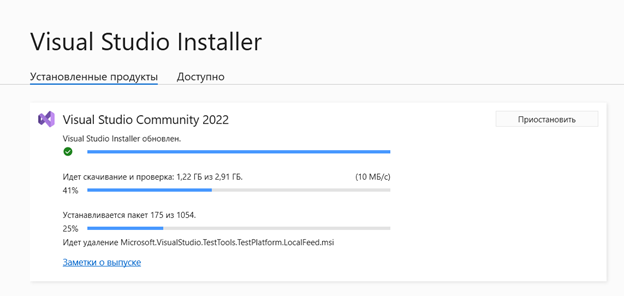 Visual Studio Installer
Установленные продукты Доступно
Visual Studio Community 2022 Приостановить
Visual Studio Installer обновлен.
Идет скачивание и проверка: 1,22 ГБ из 2,91 ГБ. (10 МБ/с)
41%
Устанавливается пакет 175 из 1054.
25%
Идет удаление Microsoft.VisualStudio.TestTools.TestPlatform.LocalFeed.msi
Заметки о выпуске